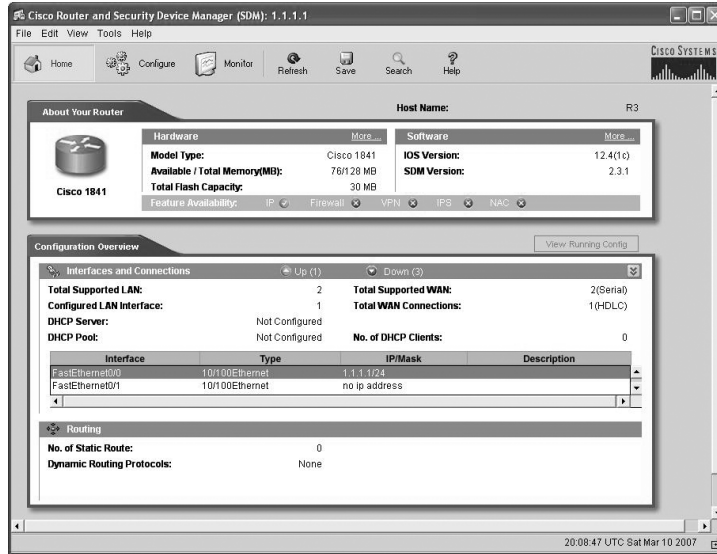 Cisco Router and Security Device Manager (SDM): 1.1.1.1
File Edit View Tools Help
Home Configure Monitor Refresh Save Search Help
CISCO SYSTEMS
About Your Router Host Name: R3
Hardware More... Software More...
Model Type: Cisco 1841 IOS Version: 12.4(1c)
Available / Total Memory(MB): 76/128 MB SDM Version: 2.3.1
Total Flash Capacity: 30 MB
Cisco 1841
Feature Availability: IP Firewall VPN IPS NAC
Configuration Overview View Running Config
Interfaces and Connections Up (1) Down (3)
Total Supported LAN: 2 Total Supported WAN: 2(Serial)
Configured LAN Interface: 1 Total WAN Connections: 1(HDLC)
DHCP Server: Not Configured
DHCP Pool: Not Configured No. of DHCP Clients: 0
Interface Type IP/Mask Description
FastEthernet0/0 10/100Ethernet 1.1.1.1/24
FastEthernet0/1 10/100Ethernet no ip address
Routing
No. of Static Route: 0
Dynamic Routing Protocols: None
20:08:47 UTC Sat Mar 10 2007